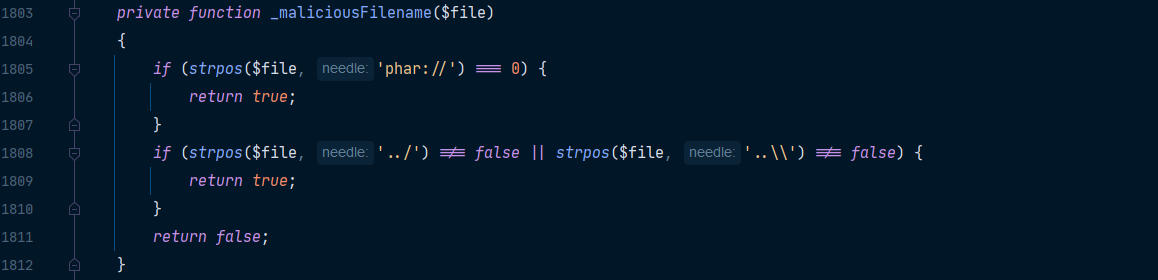 1803 private function _maliciousFilename($file)
1804 {
1805 if (strpos($file, needle: 'phar://') === 0) {
1806 return true;
1807 }
1808 if (strpos($file, needle: '../') !== false || strpos($file, needle: '..\\') !== false) {
1809 return true;
1810 }
1811 return false;
1812 }